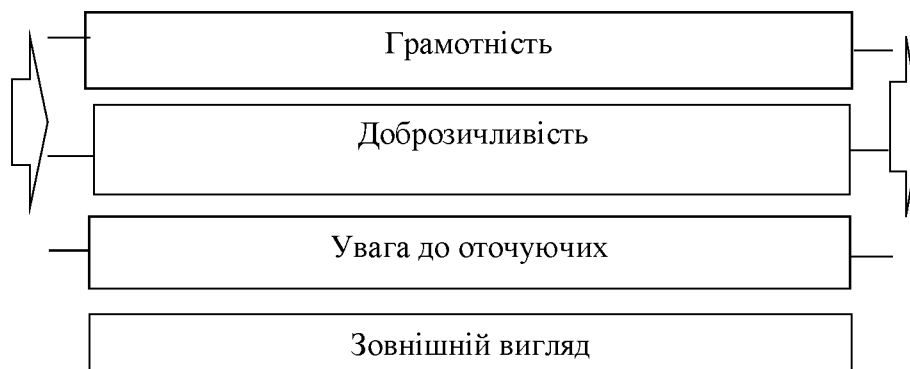 Грамотність
Доброзичливість
Увага до оточуючих
Зовнішній вигляд